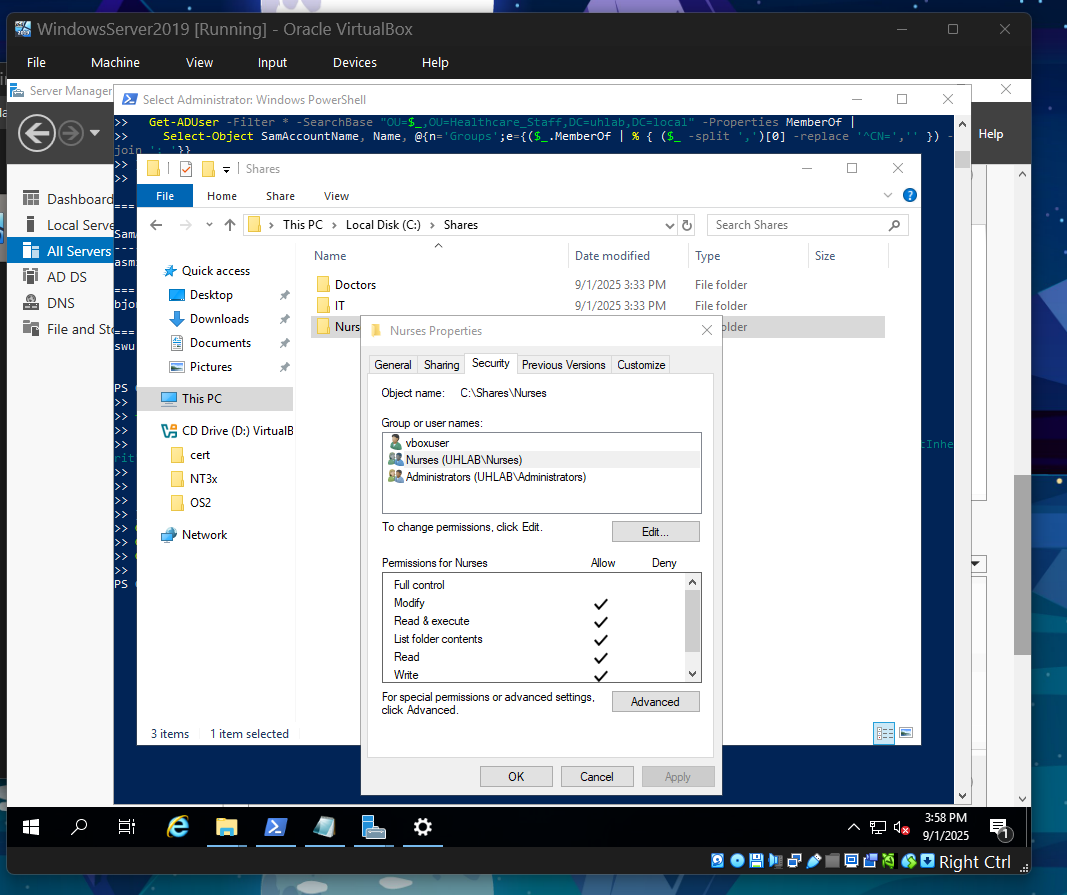 WindowsServer2019 [Running] - Oracle VirtualBox
File Machine View Input Devices Help
Server Manager
Select Administrator: Windows PowerShell
>> Get-ADUser -Filter * -SearchBase "OU=$_,OU=Healthcare_Staff,DC=uhlab,DC=local" -Properties MemberOf |
>> Select-Object SamAccountName, Name, @{n='Groups';e={($_.MemberOf | % { ($_ -split ',')[0] -replace '^CN=','' }) -
join '; '}}
Help
>>
Shares
>>
File Home Share View
===
This PC Local Disk (C:) Shares
Search Shares
Dashboard
Local Serve
All Servers
AD DS
DNS
File and Sto
----
===
bjon
===
swu
PS
>>
>>
>>
>>
>>
>>
>>
>>
>>
>>
PS
tInhe
rit
Name Date modified Type Size
Doctors 9/1/2025 3:33 PM File folder
IT 9/1/2025 3:33 PM File folder
Nurs
older
Quick access
Desktop
Downloads
Documents
Pictures
This PC
CD Drive (D:) VirtualB
cert
NT3x
OS2
Network
3 items 1 item selected
Nurses Properties
General Sharing Security Previous Versions Customize
Object name: C:\Shares\Nurses
Group or user names:
vboxuser
Nurses (UHLAB\Nurses)
Administrators (UHLAB\Administrators)
To change permissions, click Edit.
Edit...
Permissions for Nurses Allow Deny
Full control
Modify
Read & execute
List folder contents
Read
Write
For special permissions or advanced settings,
click Advanced.
Advanced
OK Cancel Apply
3:58 PM
9/1/2025
1
Right Ctrl